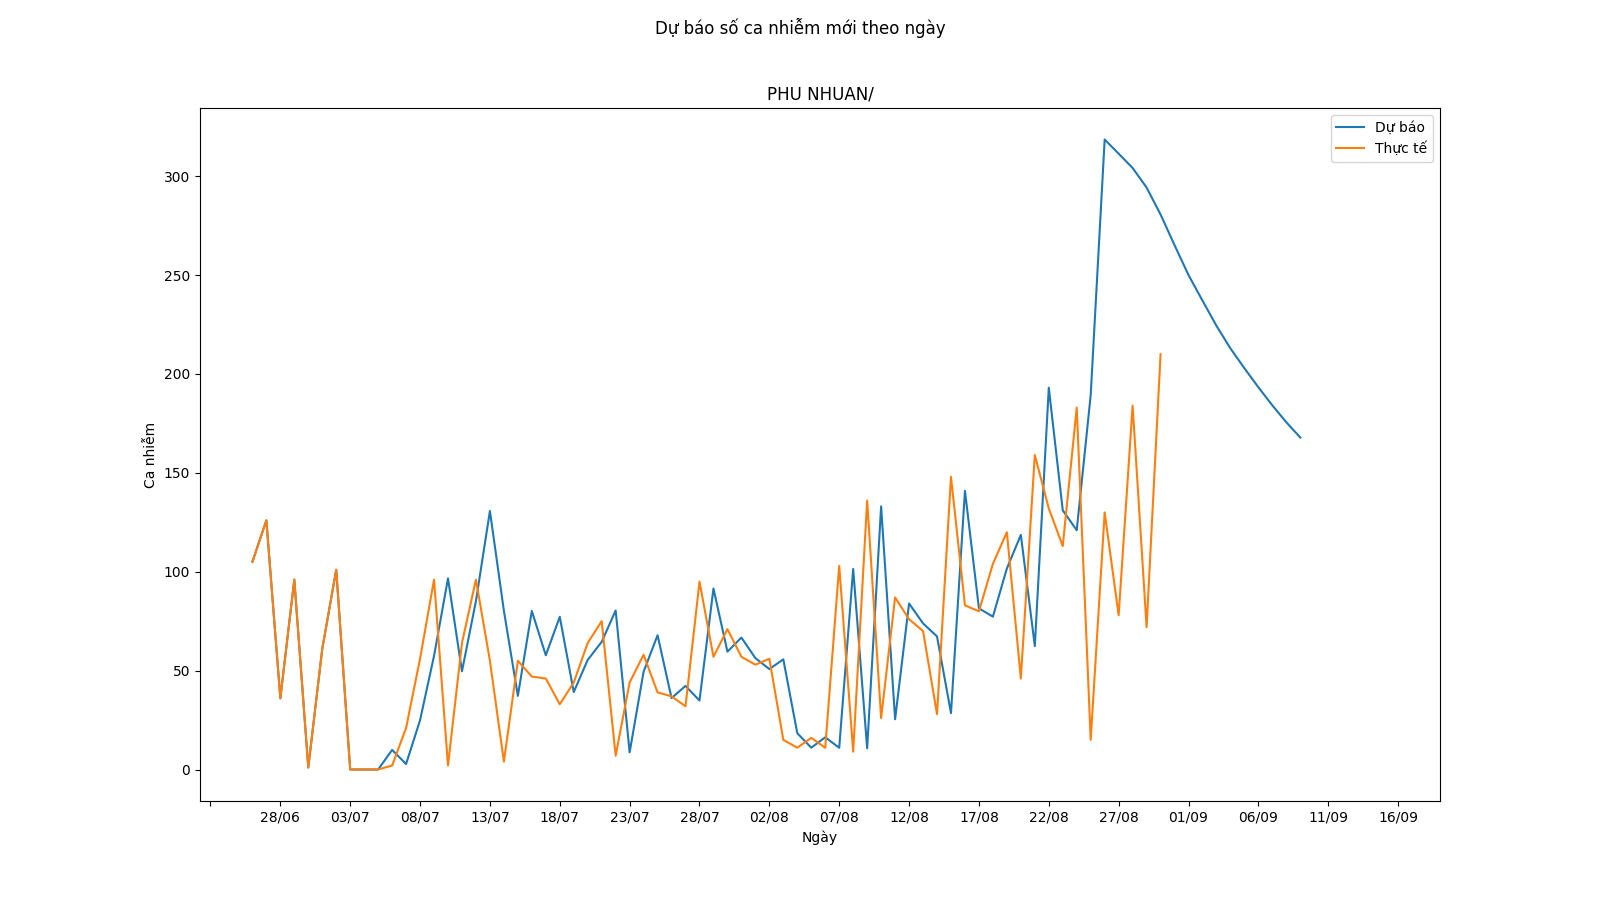 Dự báo số ca nhiễm mới theo ngày
PHU NHUAN/
Dự báo
Thực tế
300
250
200
150
100
50
0
Ca nhiễm
28/06 03/07 08/07 13/07 18/07 23/07 28/07 02/08 07/08 12/08 17/08 22/08 27/08 01/09 06/09 11/09 16/09
Ngày